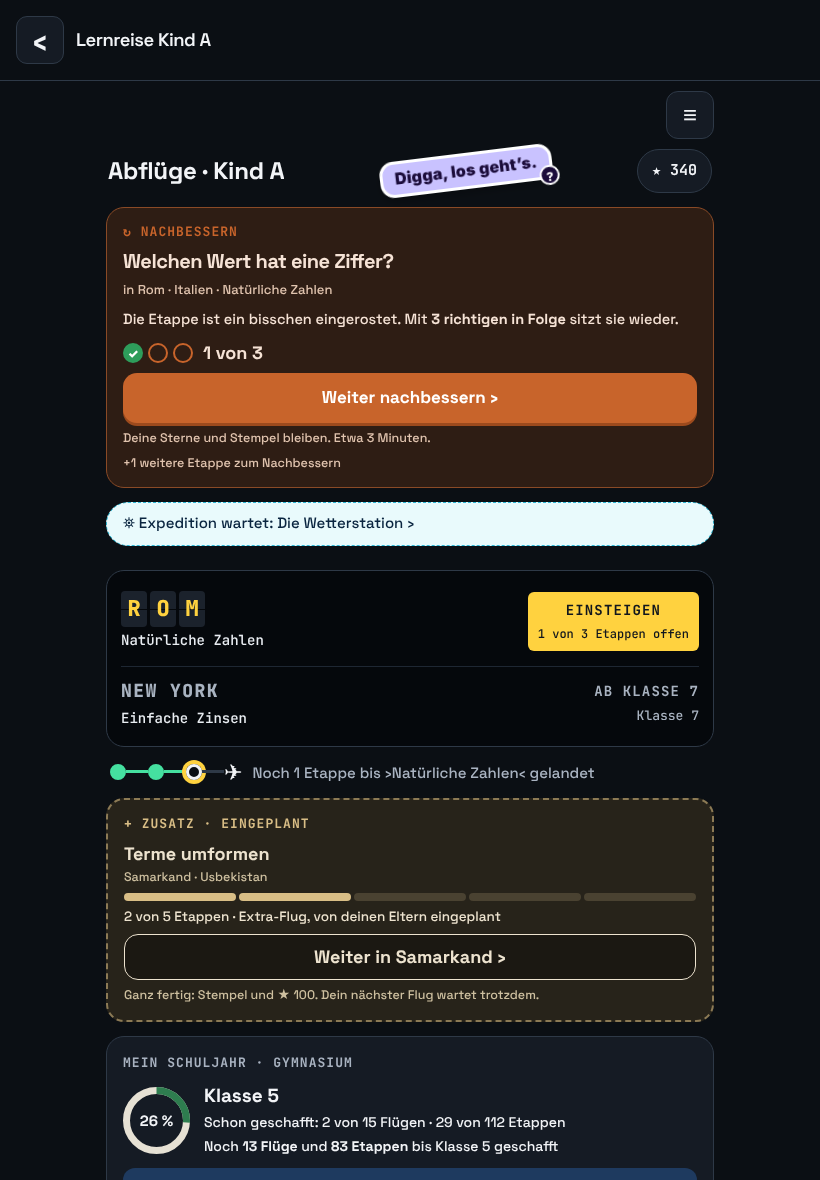 < Lernreise Kind A
≡
Abflüge · Kind A
Digga, los geht's.
?
★ 340
↻ NACHBESSERN
Welchen Wert hat eine Ziffer?
in Rom · Italien · Natürliche Zahlen
Die Etappe ist ein bisschen eingerostet. Mit 3 richtigen in Folge sitzt sie wieder.
1 von 3
Weiter nachbessern ›
Deine Sterne und Stempel bleiben. Etwa 3 Minuten.
+1 weitere Etappe zum Nachbessern
Expedition wartet: Die Wetterstation ›
ROM
Natürliche Zahlen
EINSTEIGEN
1 von 3 Etappen offen
NEW YORK
Einfache Zinsen
AB KLASSE 7
Klasse 7
Noch 1 Etappe bis ›Natürliche Zahlen‹ gelandet
+ ZUSATZ · EINGEPLANT
Terme umformen
Samarkand · Usbekistan
2 von 5 Etappen · Extra-Flug, von deinen Eltern eingeplant
Weiter in Samarkand ›
Ganz fertig: Stempel und ★ 100. Dein nächster Flug wartet trotzdem.
MEIN SCHULJAHR · GYMNASIUM
26 %
Klasse 5
Schon geschafft: 2 von 15 Flügen · 29 von 112 Etappen
Noch 13 Flüge und 83 Etappen bis Klasse 5 geschafft